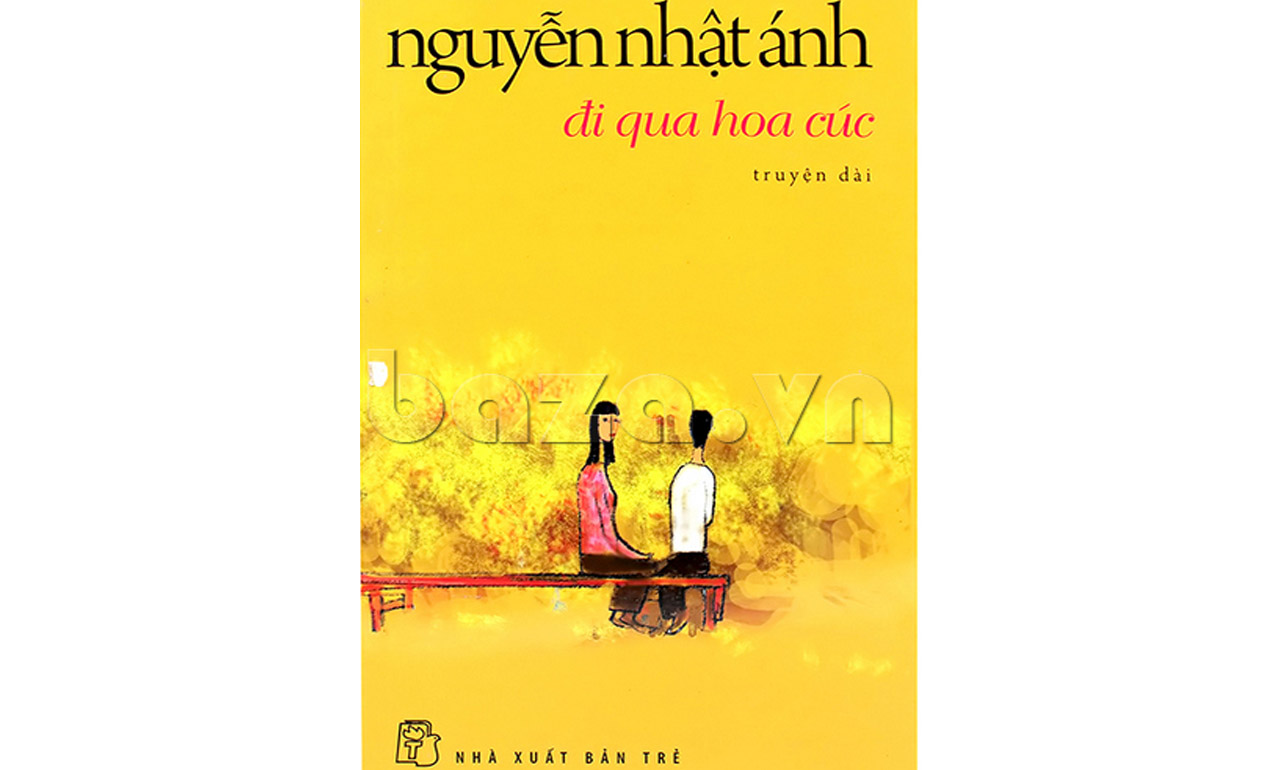 nguyễn nhật ánh
đi qua hoa cúc
truyện dài
baza.vn
T
NHÀ XUẤT BẢN TRẺ